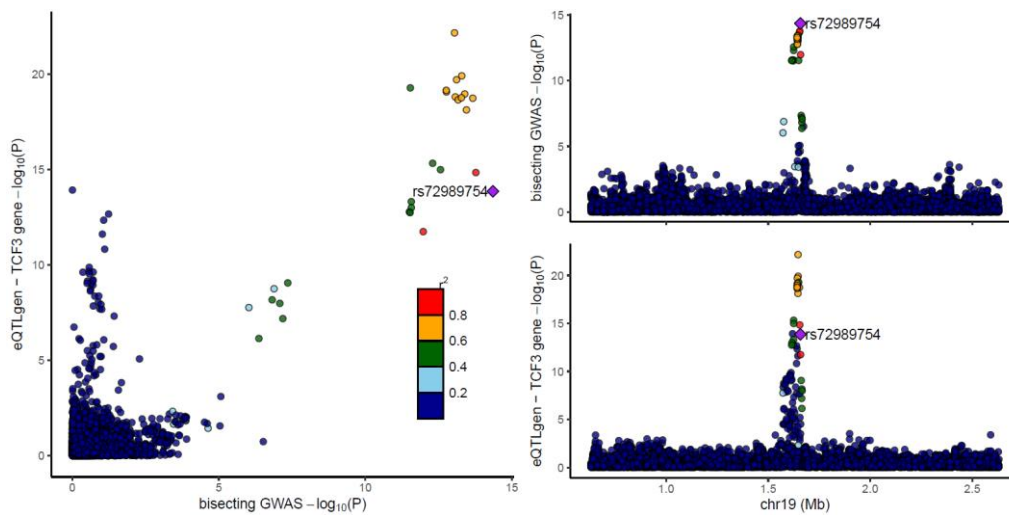 eQTLgen – TCF3 gene –log10(P)
20
15
10
5
0
rs72989754
r²
0.8
0.6
0.4
0.2
0
5
10
15
bisecting GWAS –log10(P)
bisecting GWAS –log10(P)
15
10
5
0
rs72989754
eQTLgen – TCF3 gene –log10(P)
20
15
10
5
0
rs72989754
1.0
1.5
2.0
2.5
chr19 (Mb)